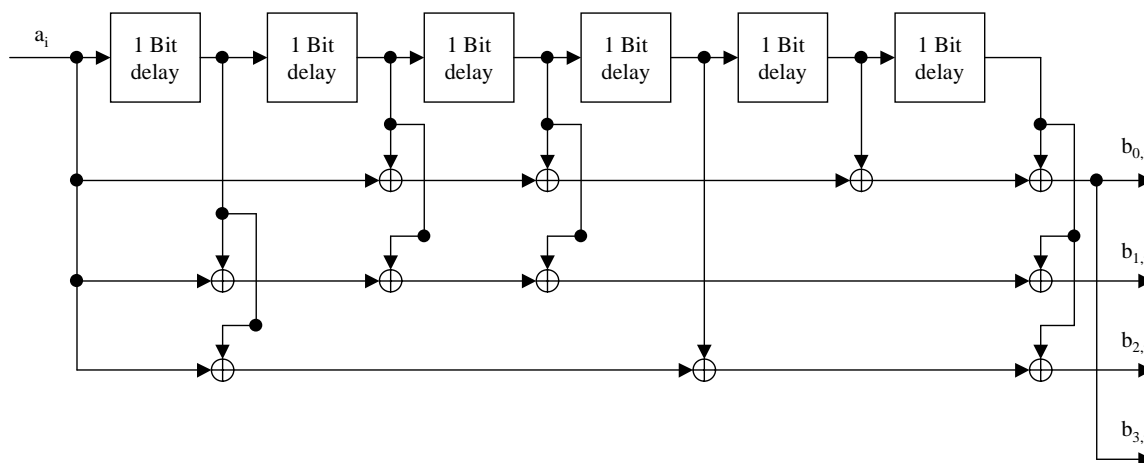 a_i
1 Bit
delay
1 Bit
delay
1 Bit
delay
1 Bit
delay
1 Bit
delay
1 Bit
delay
b_0,
b_1,
b_2,
b_3,